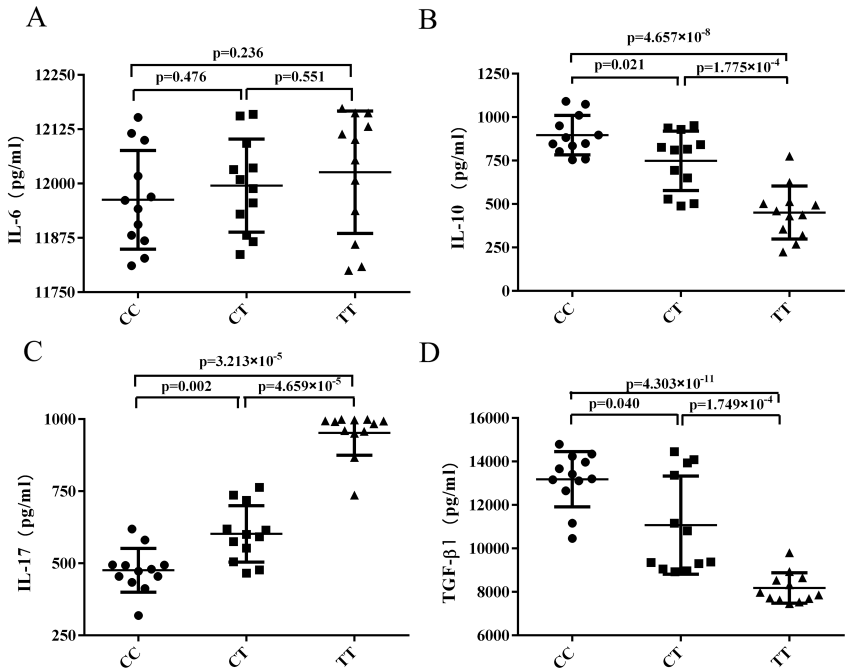 A
p=0.236
p=0.476
p=0.551
12250
12125
12000
11875
11750
IL-6（pg/ml）
CC
CT
TT
B
p=4.657×10⁻⁸
p=0.021
p=1.775×10⁻⁴
1250
1000
750
500
250
0
IL-10（pg/ml）
CC
CT
TT
C
p=3.213×10⁻⁵
p=0.002
p=4.659×10⁻⁵
1000
750
500
250
IL-17（pg/ml）
CC
CT
TT
D
p=4.303×10⁻¹¹
p=0.040
p=1.749×10⁻⁴
16000
14000
12000
10000
8000
6000
TGF-β1（pg/ml）
CC
CT
TT